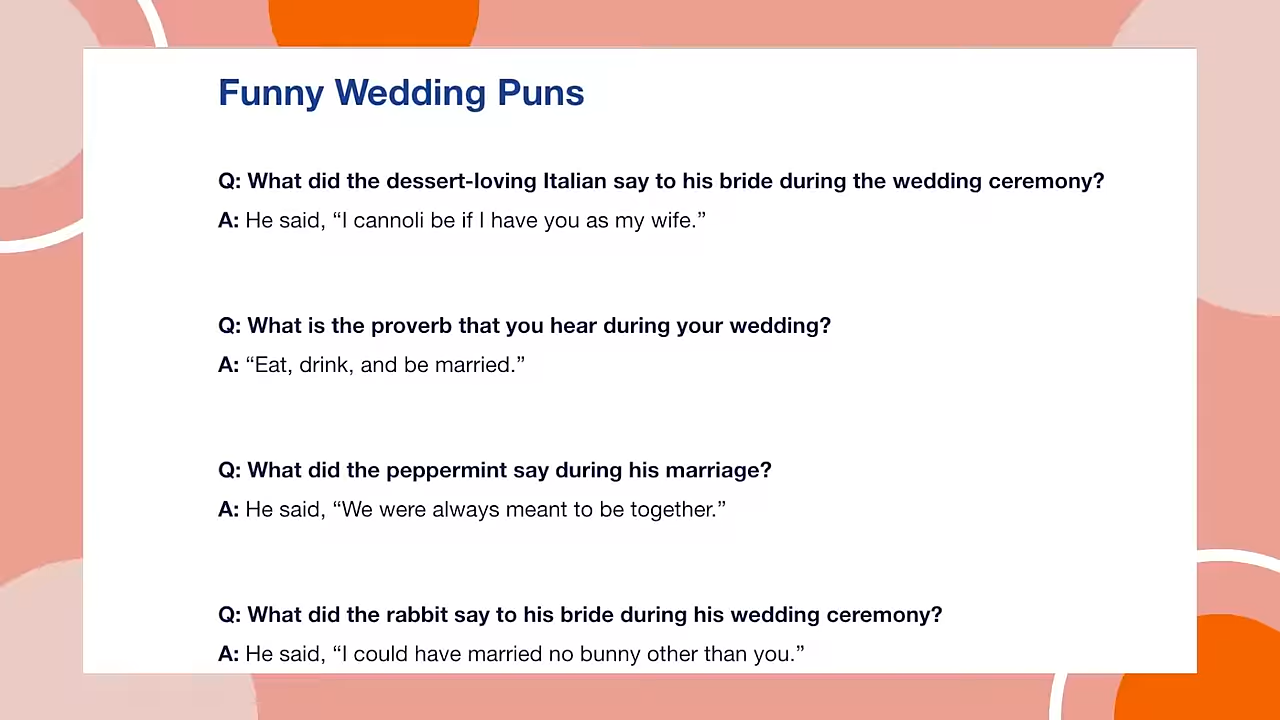 Funny Wedding Puns
Q: What did the dessert-loving Italian say to his bride during the wedding ceremony?
A: He said, “I cannoli be if I have you as my wife.”
Q: What is the proverb that you hear during your wedding?
A: “Eat, drink, and be married.”
Q: What did the peppermint say during his marriage?
A: He said, “We were always meant to be together.”
Q: What did the rabbit say to his bride during his wedding ceremony?
A: He said, “I could have married no bunny other than you.”